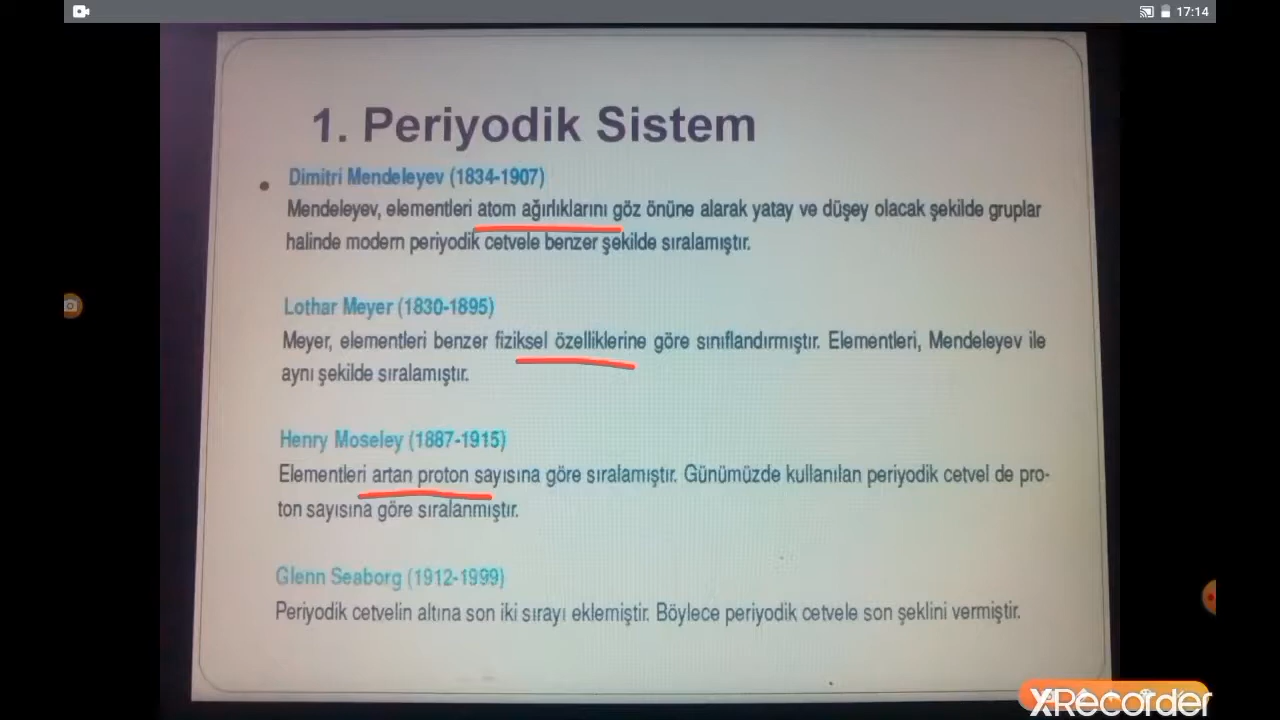 17:14
1. Periyodik Sistem
• Dimitri Mendeleyev (1834-1907)
Mendeleyev, elementleri atom ağırlıklarını göz önüne alarak yatay ve düşey olacak şekilde gruplar
halinde modern periyodik cetvele benzer şekilde sıralamıştır.
Lothar Meyer (1830-1895)
Meyer, elementleri benzer fiziksel özelliklerine göre sınıflandırmıştır. Elementleri, Mendeleyev ile
aynı şekilde sıralamıştır.
Henry Moseley (1887-1915)
Elementleri artan proton sayısına göre sıralamıştır. Günümüzde kullanılan periyodik cetvel de pro-
ton sayısına göre sıralanmıştır.
Glenn Seaborg (1912-1999)
Periyodik cetvelin altına son iki sırayı eklemiştir. Böylece periyodik cetvele son şeklini vermiştir.
XRecorder